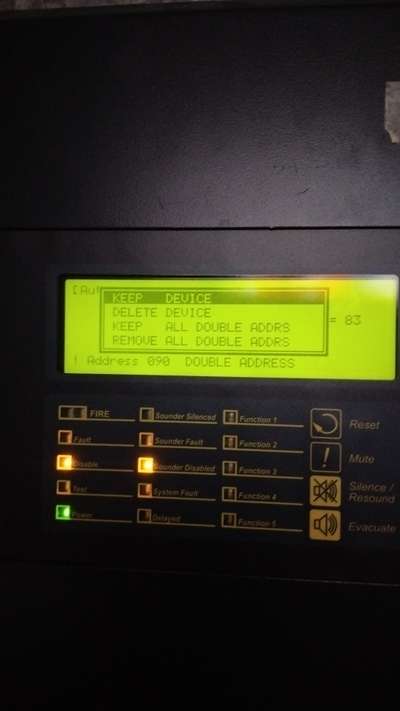 [Au
KEEP DEVICE
DELETE DEVICE
KEEP ALL DOUBLE ADDRS
REMOVE ALL DOUBLE ADDRS
= 83
! Address 090 DOUBLE ADDRESS
FIRE
Fault
Disable
Test
Power
Sounder Silenced
Sounder Fault
Sounder Disabled
System Fault
Delayed
Function 1
Function 2
Function 3
Function 4
Function 5
Reset
! Mute
Silence /
Resound
Evacuate